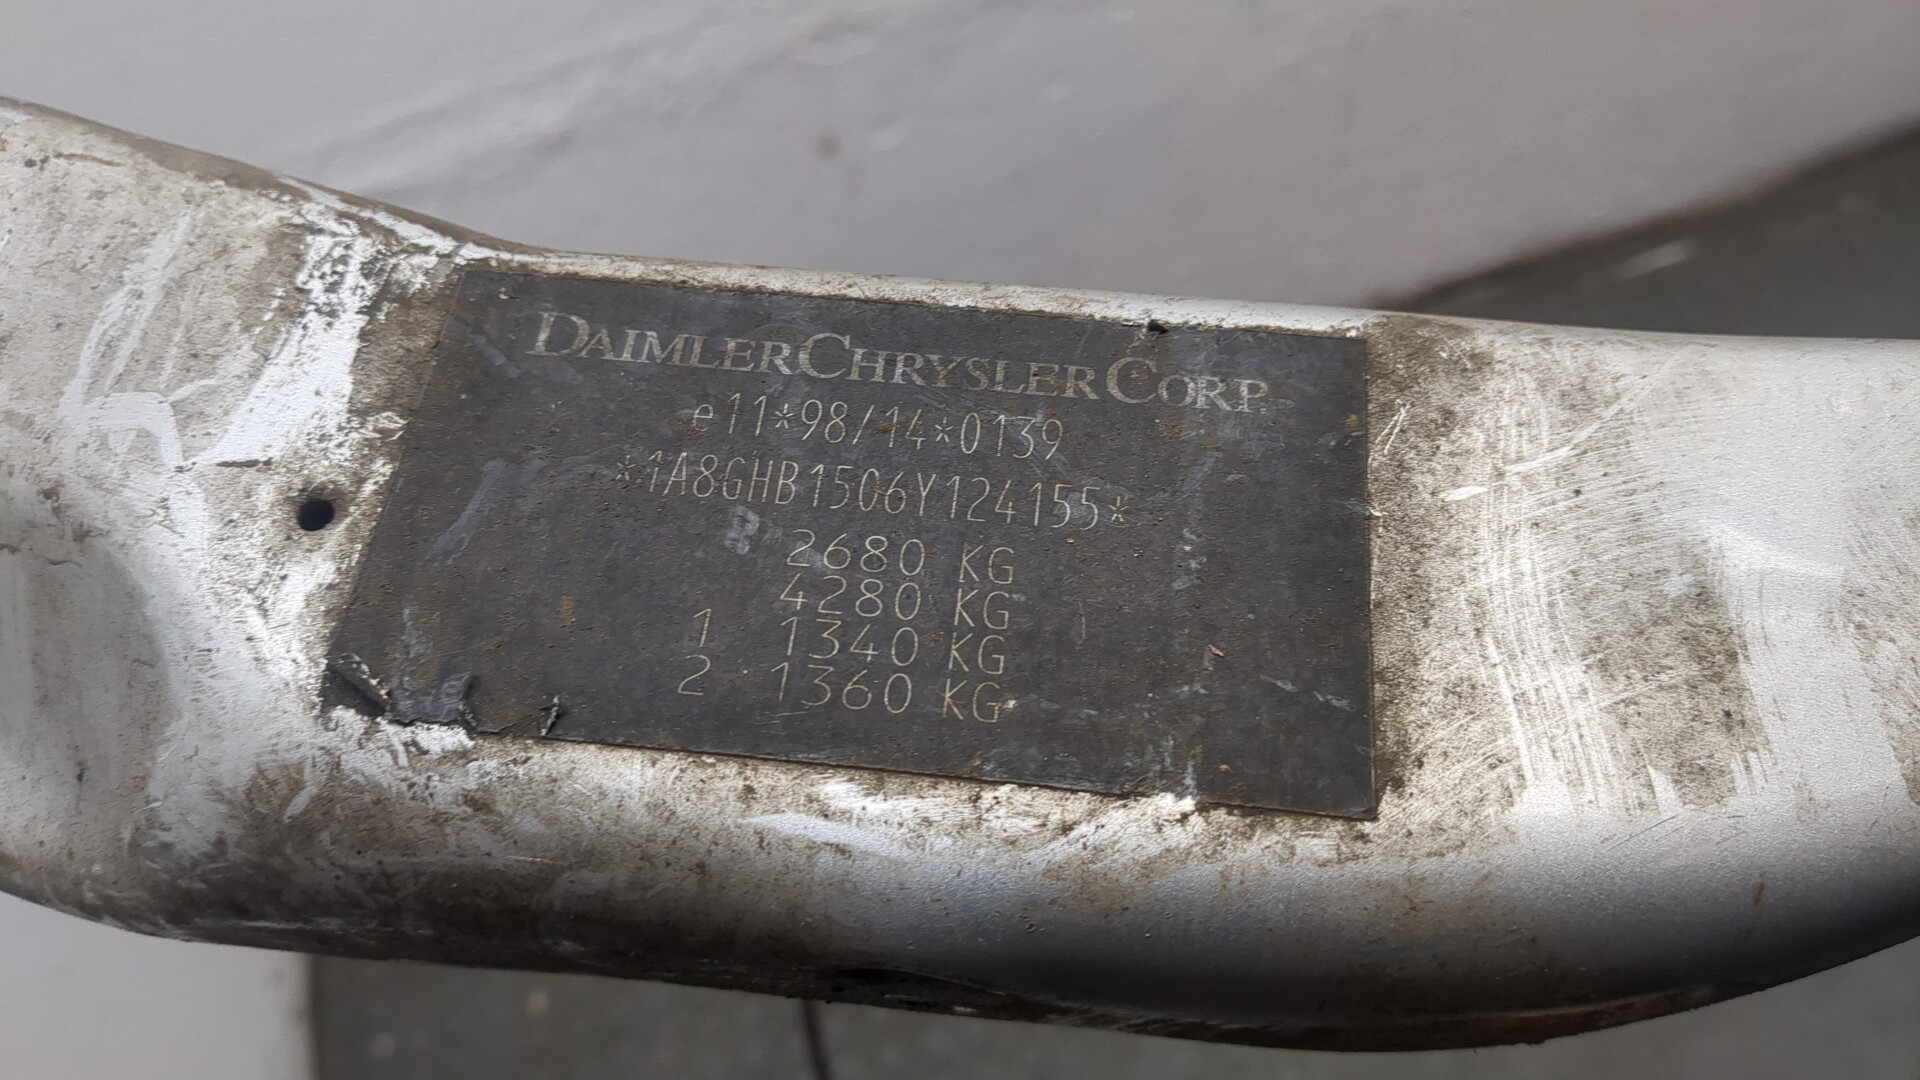 DAIMLERCHRYSLER CORP.
e11*98/14*0139
*1A8GHB1506Y124155*
2680 KG
4280 KG
1 1340 KG
2 1360 KG